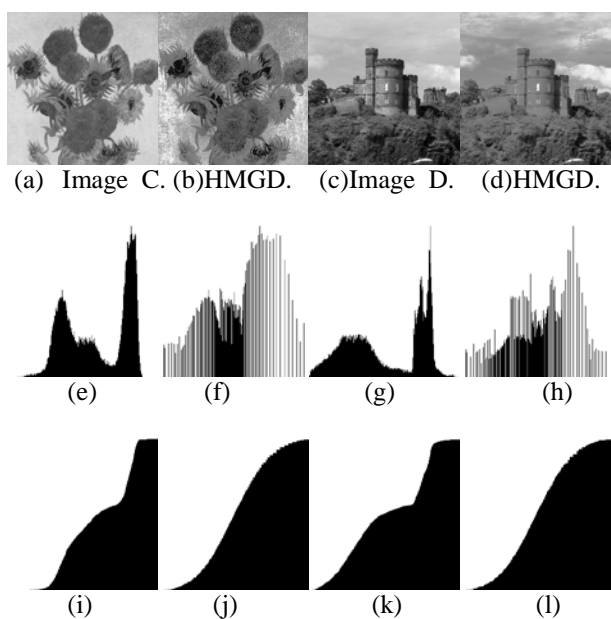 (a) Image C. (b)HMGD. (c)Image D. (d)HMGD.
(e) (f) (g) (h)
(i) (j) (k) (l)